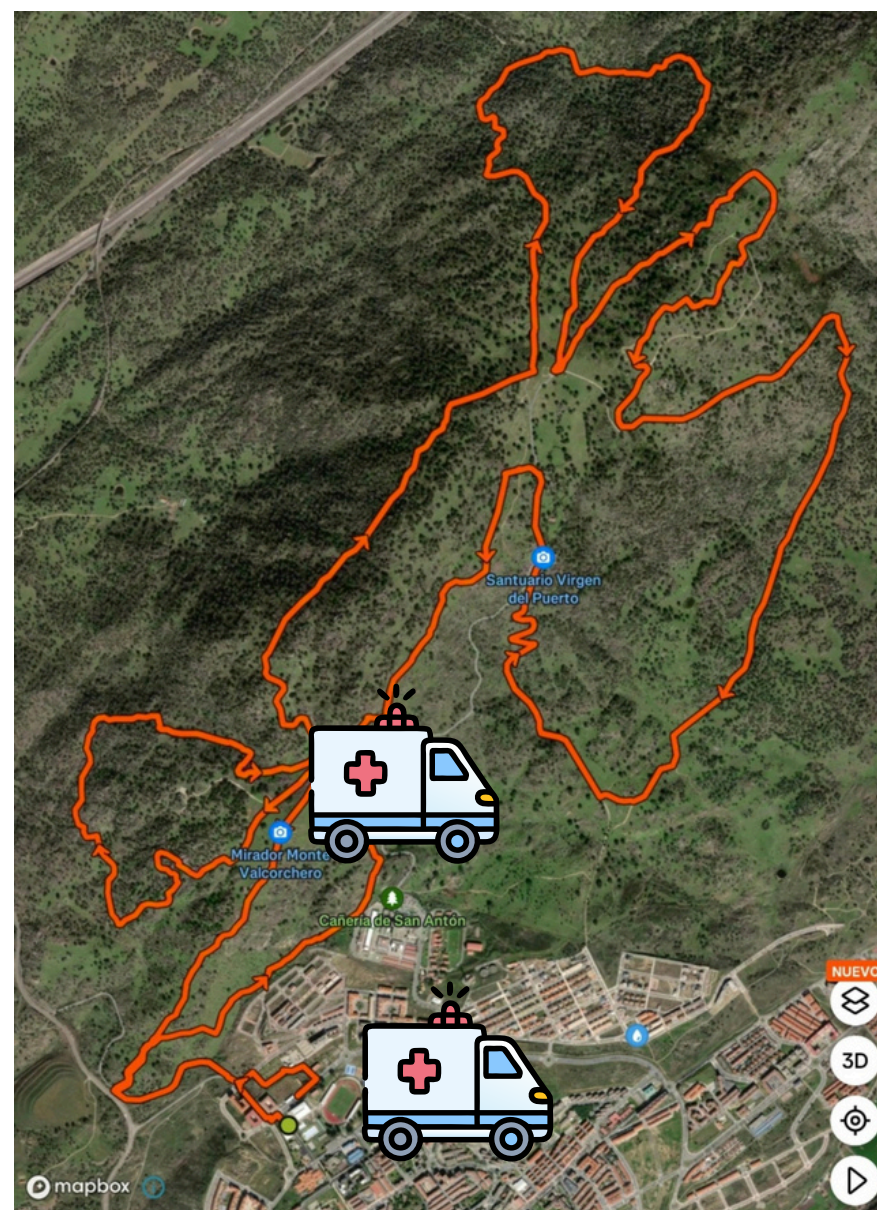 Santuario Virgen
del Puerto
Mirador Monte
Valcorchero
Cañería de San Antón
NUEVO
3D
mapbox